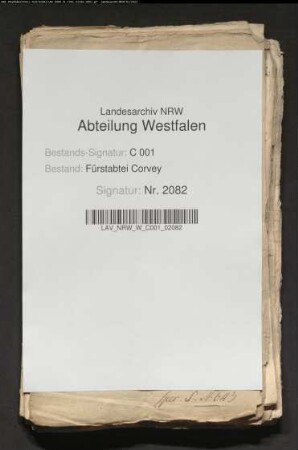 Landesarchiv NRW
Abteilung Westfalen
Bestands-Signatur: C 001
Bestand: Fürstabtei Corvey
Signatur: Nr. 2082
LAV_NRW_W_C001_02082